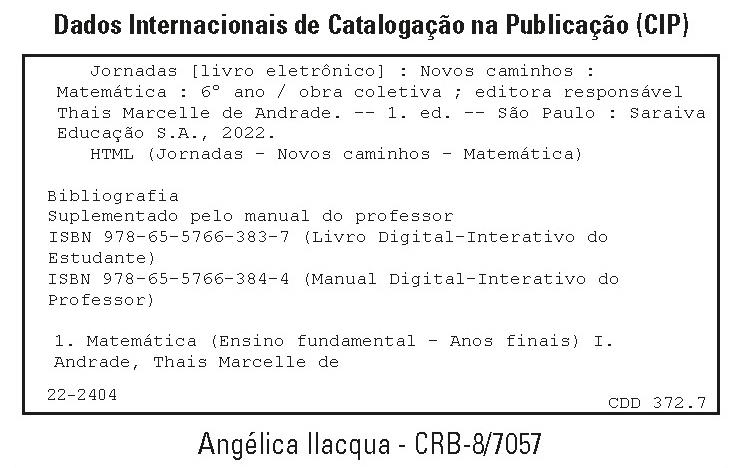 Dados Internacionais de Catalogação na Publicação (CIP)
Jornadas [livro eletrônico] : Novos caminhos :
Matemática : 6º ano / obra coletiva ; editora responsável
Thais Marcelle de Andrade. -- 1. ed. -- São Paulo : Saraiva
Educação S.A., 2022.
HTML (Jornadas - Novos caminhos - Matemática)
Bibliografia
Suplementado pelo manual do professor
ISBN 978-65-5766-383-7 (Livro Digital-Interativo do
Estudante)
ISBN 978-65-5766-384-4 (Manual Digital-Interativo do
Professor)
1. Matemática (Ensino fundamental - Anos finais) I.
Andrade, Thais Marcelle de
22-2404
CDD 372.7
Angélica Ilacqua - CRB-8/7057